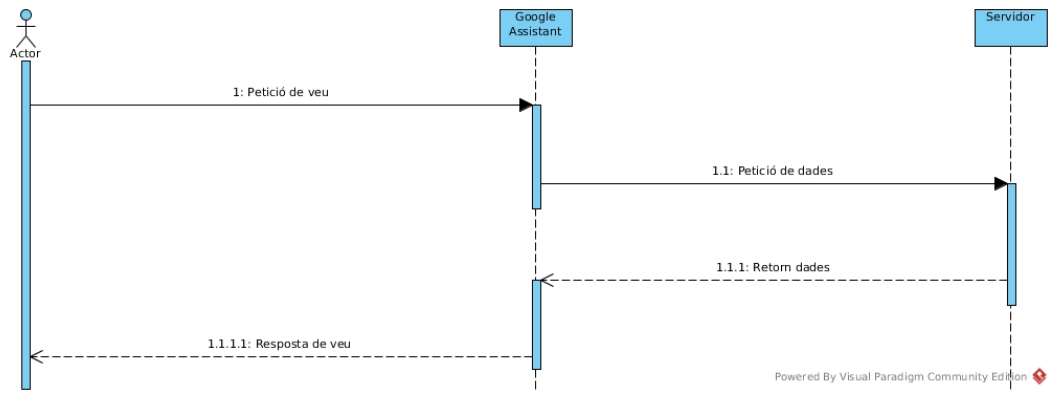 Actor
Google
Assistant
Servidor
1: Petició de veu
1.1: Petició de dades
1.1.1: Retorn dades
1.1.1.1: Resposta de veu
Powered By Visual Paradigm Community Edition